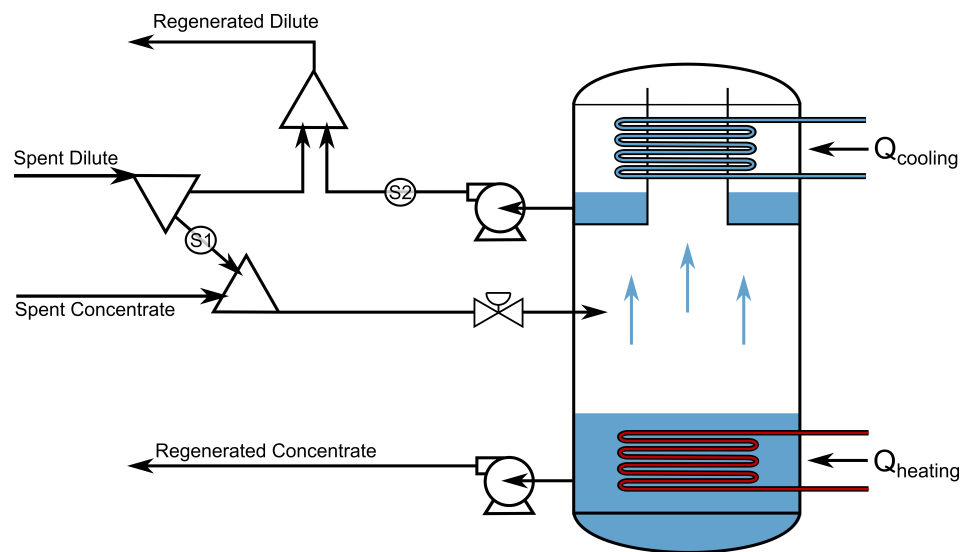 Regenerated Dilute
Spent Dilute
S2
Qcooling
S1
Spent Concentrate
Regenerated Concentrate
Qheating